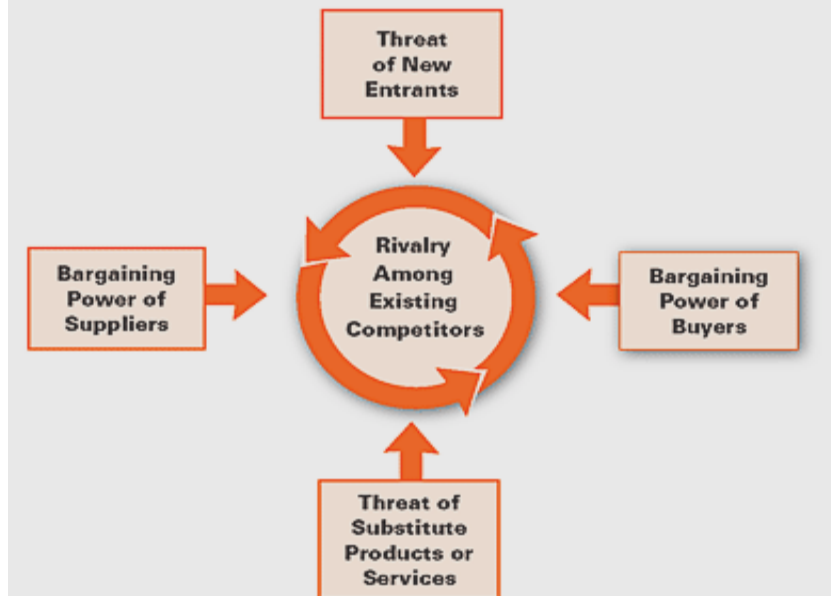 Threat
of New
Entrants
Bargaining
Power of
Suppliers
Rivalry
Among
Existing
Competitors
Bargaining
Power of
Buyers
Threat of
Substitute
Products or
Services